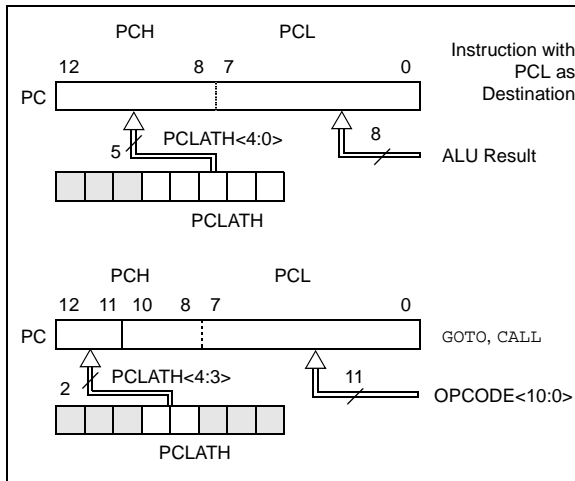 PCH PCL
12 8 7 0
PC
Instruction with
PCL as
Destination
5 PCLATH<4:0>
8
ALU Result
PCLATH
PCH PCL
12 11 10 8 7 0
PC
GOTO, CALL
2 PCLATH<4:3>
11
OPCODE<10:0>
PCLATH